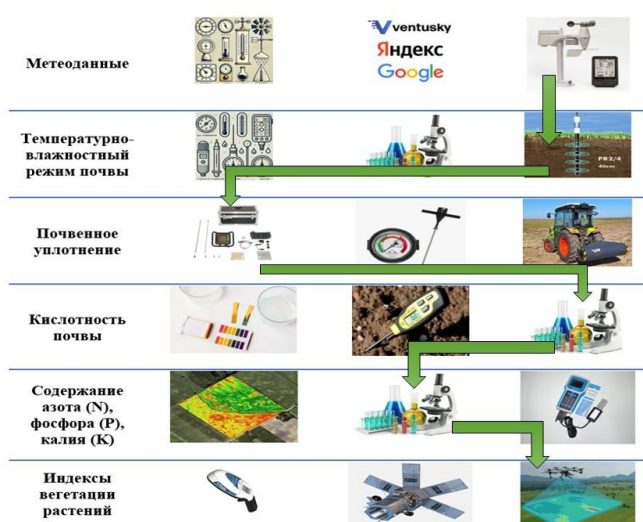 Метеоданные
ventusky
Яндекс
Google
Температурно-
влажностный
режим почвы
PR2/4
Почвенное
уплотнение
Кислотность
почвы
Содержание
азота (N),
фосфора (P),
калия (K)
Индексы
вегетации
растений